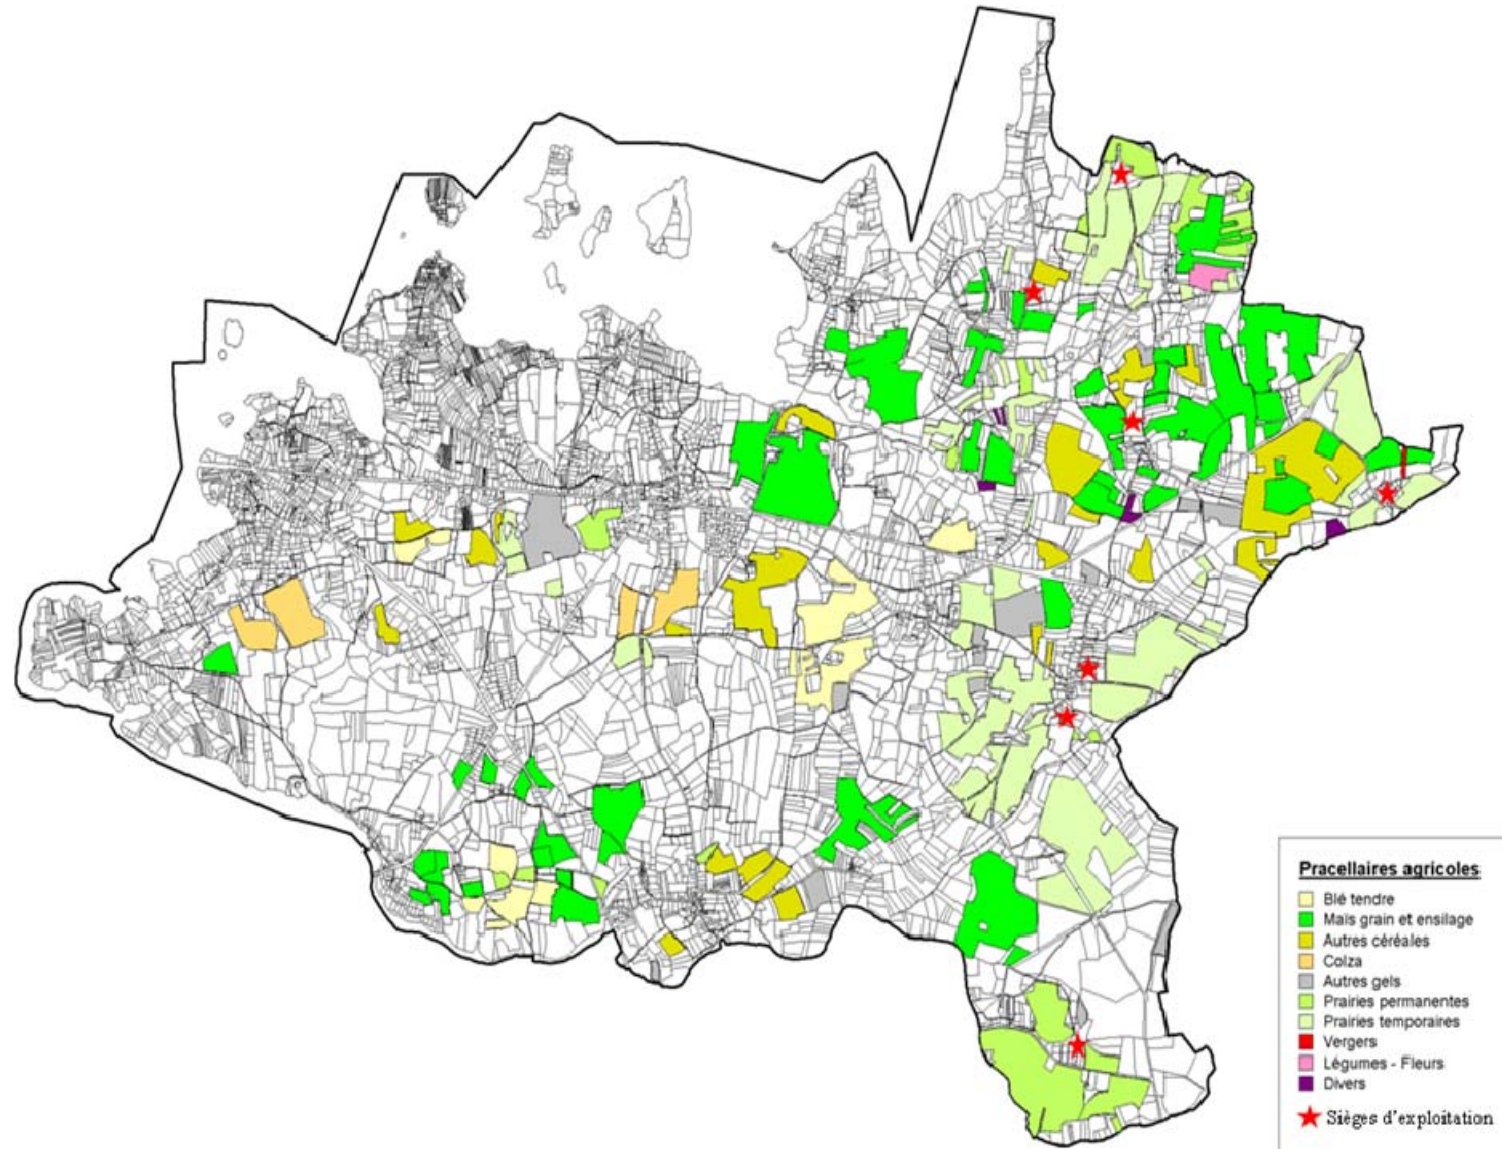 Pracellaires agricoles
Blé tendre
Maïs grain et ensilage
Autres céréales
Colza
Autres gels
Prairies permanentes
Prairies temporaires
Vergers
Légumes - Fleurs
Divers
Sièges d'exploitation